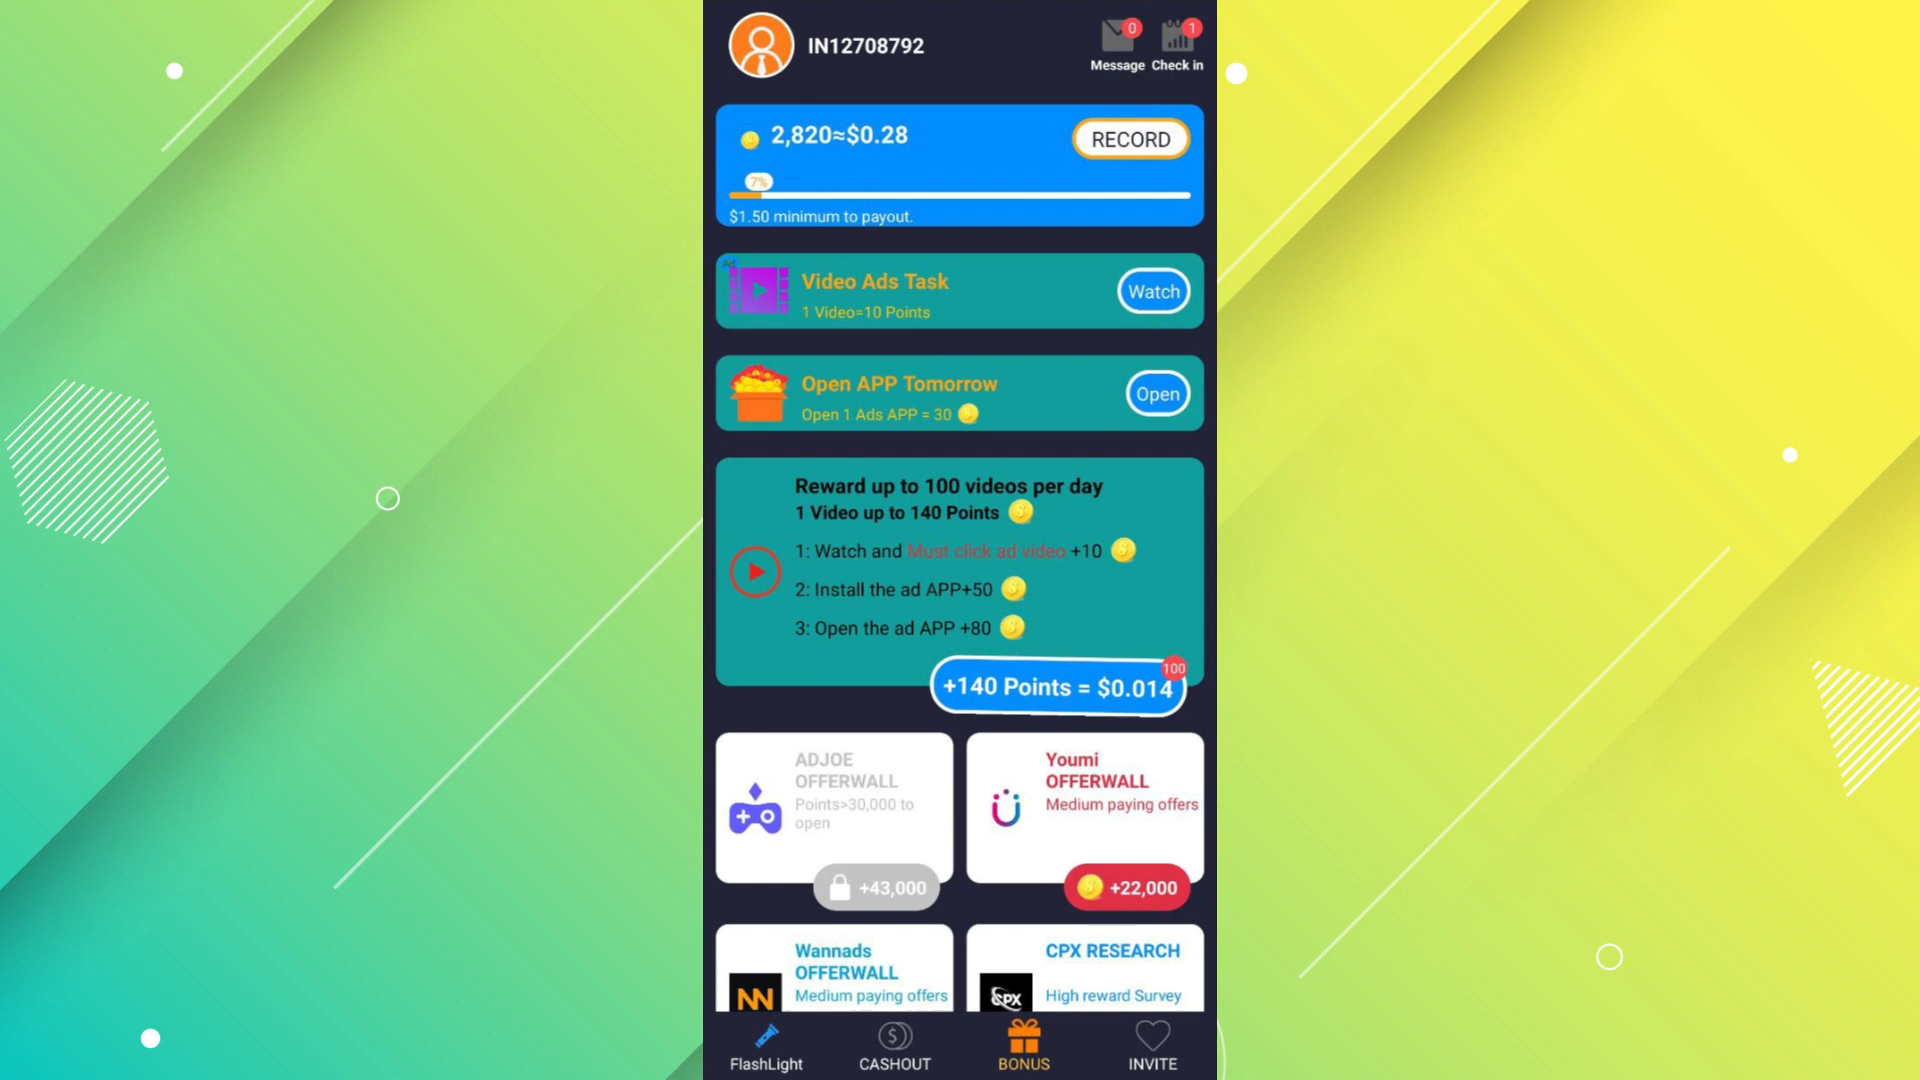 IN12708792
0
1
Message
Check in
2,820≈$0.28
RECORD
7%
$1.50 minimum to payout.
Ad
Video Ads Task
1 Video=10 Points
Watch
Open APP Tomorrow
Open 1 Ads APP = 30
Open
Reward up to 100 videos per day
1 Video up to 140 Points
1: Watch and Must click ad video +10
2: Install the ad APP+50
3: Open the ad APP +80
100
+140 Points = $0.014
ADJOE
OFFERWALL
Points>30,000 to
open
+43,000
Youmi
OFFERWALL
Medium paying offers
+22,000
Wannads
OFFERWALL
Medium paying offers
CPX RESEARCH
CPX
High reward Survey
FlashLight
CASHOUT
BONUS
INVITE